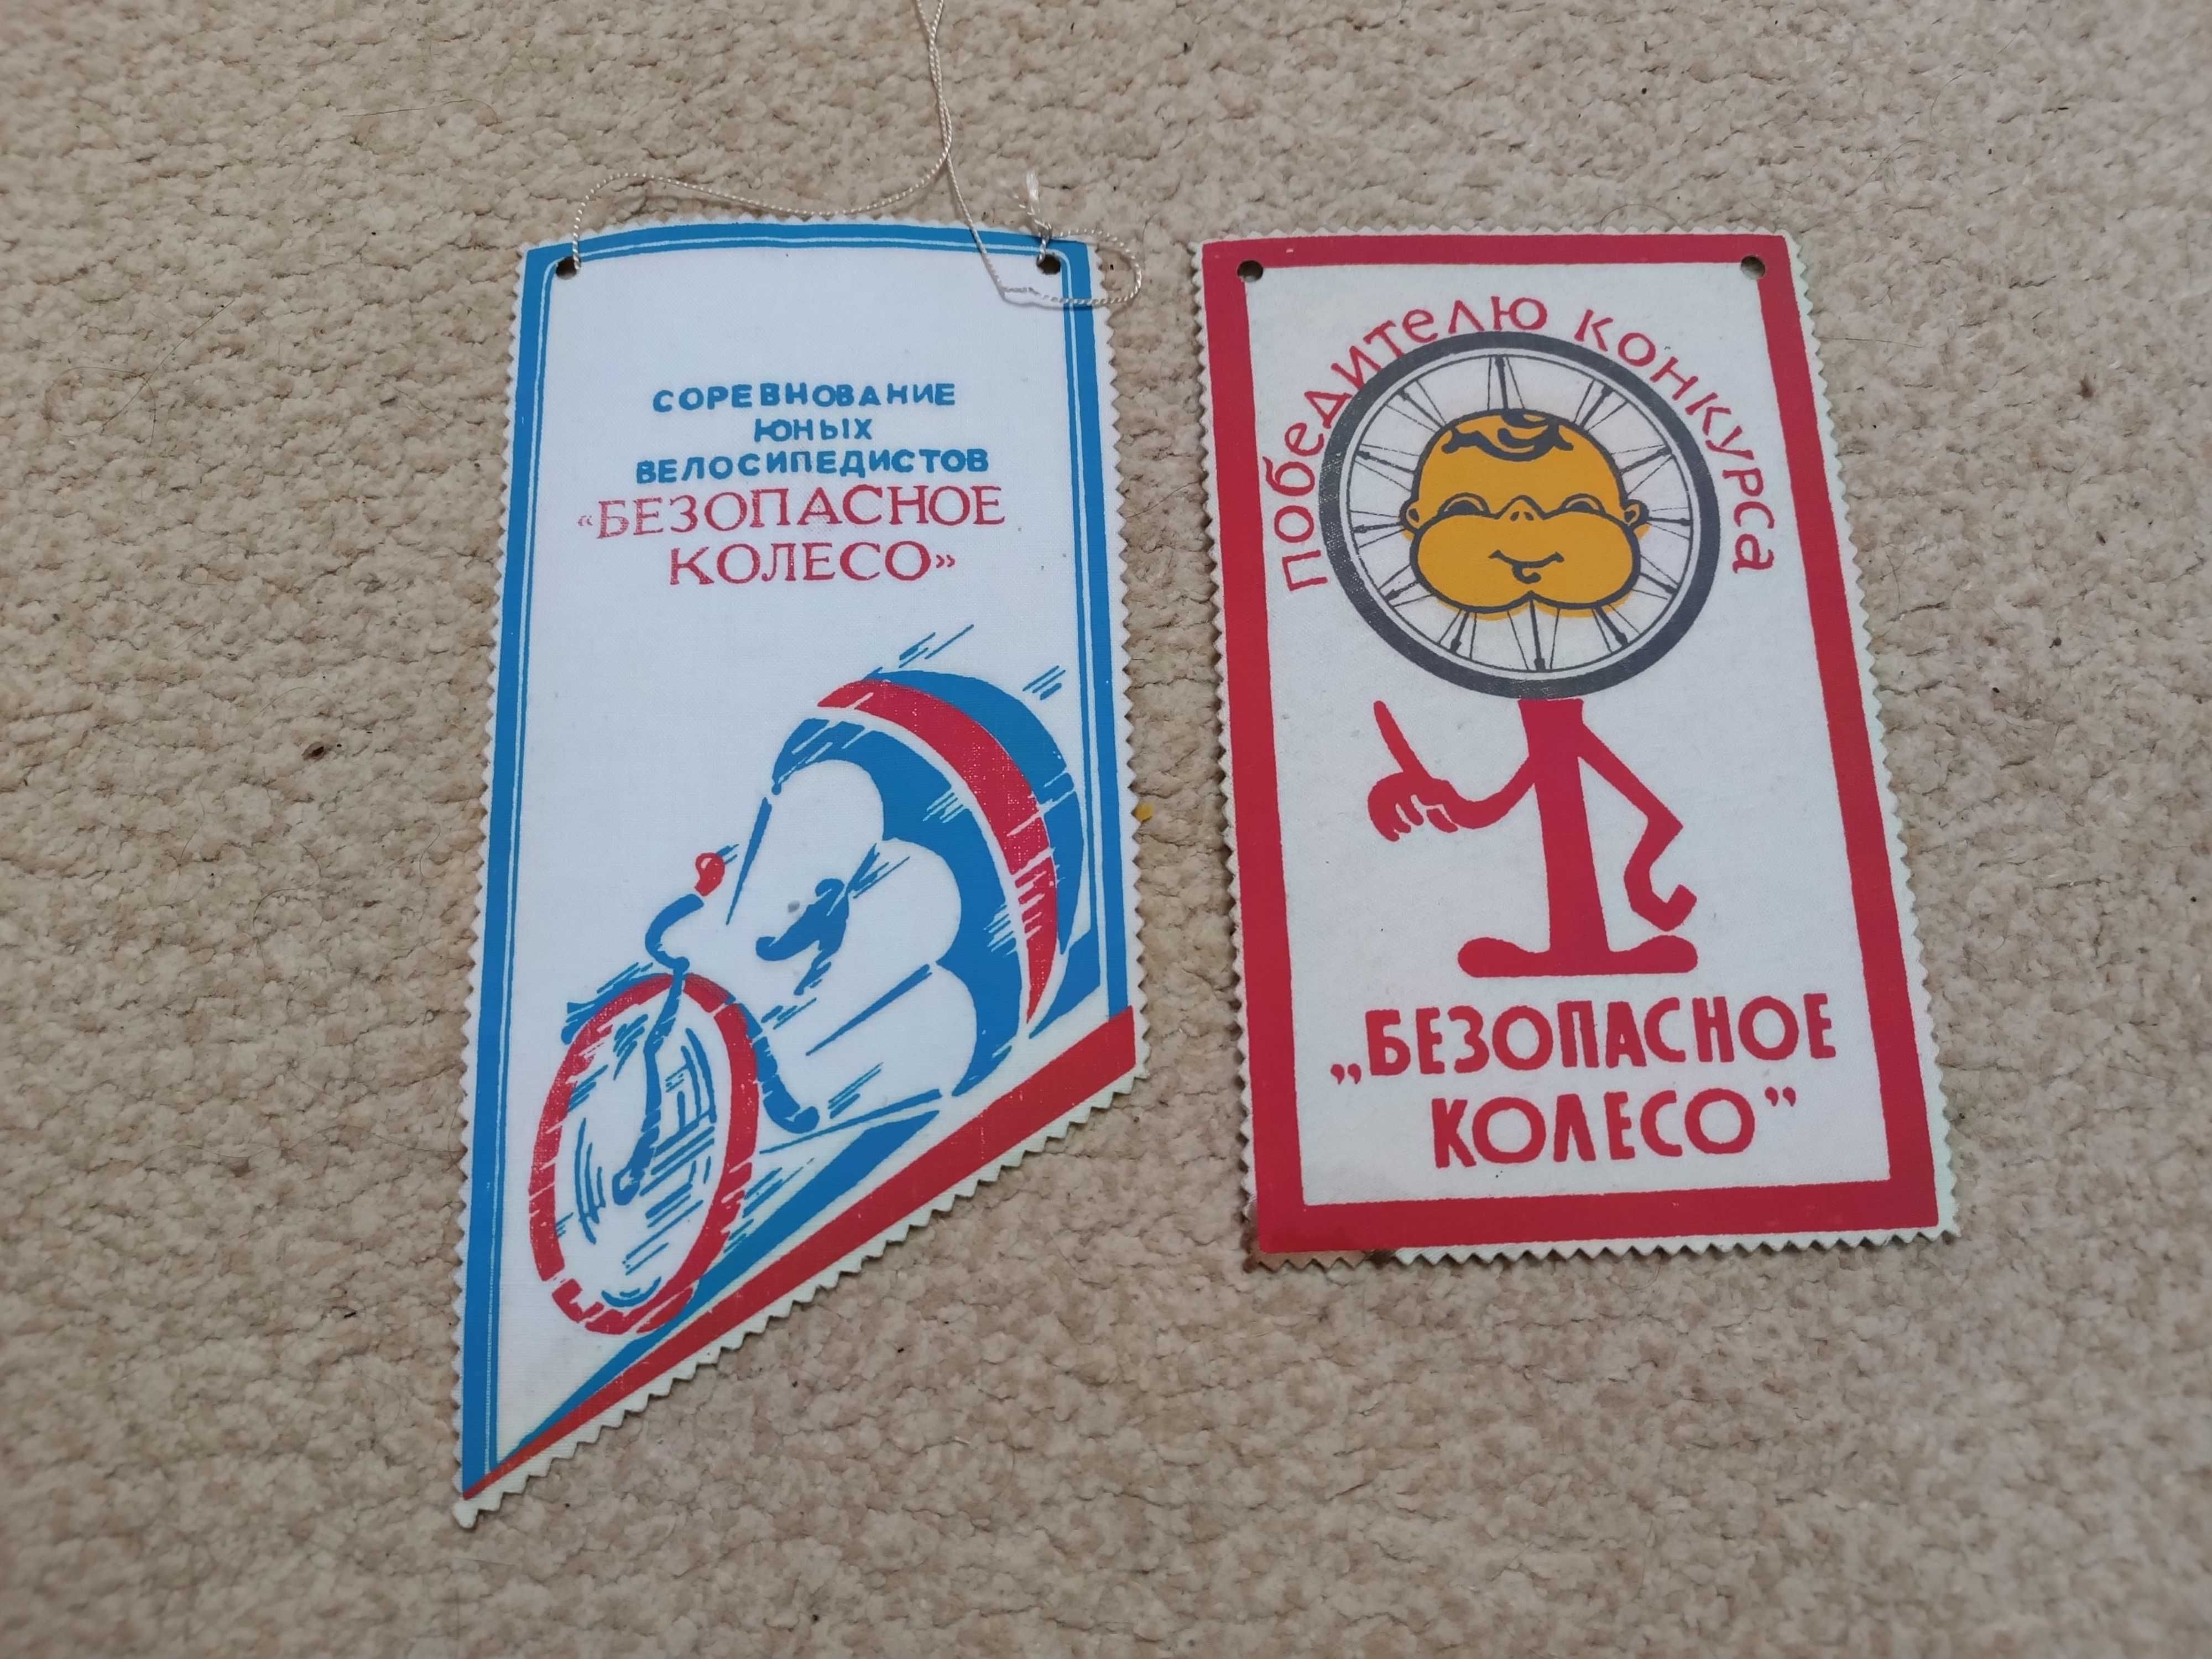 СОРЕВНОВАНИЕ
ЮНЫХ
ВЕЛОСИПЕДИСТОВ
«БЕЗОПАСНОЕ
КОЛЕСО»
победителю конкурса
„БЕЗОПАСНОЕ
КОЛЕСО”